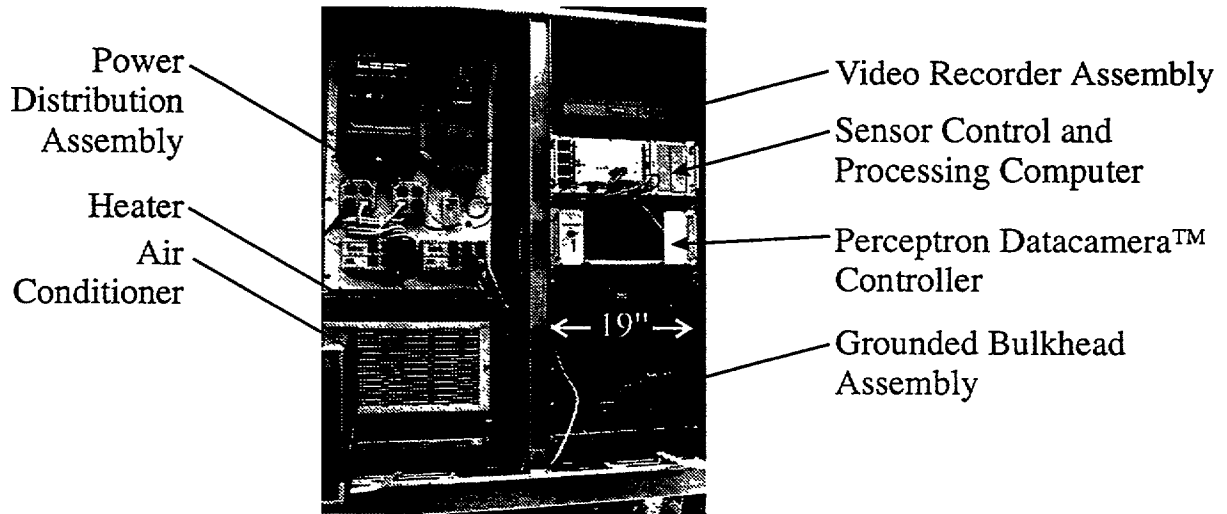 Power
Distribution
Assembly
Heater
Air
Conditioner
Video Recorder Assembly
Sensor Control and
Processing Computer
Perceptron Datacamera™
Controller
19"
Grounded Bulkhead
Assembly